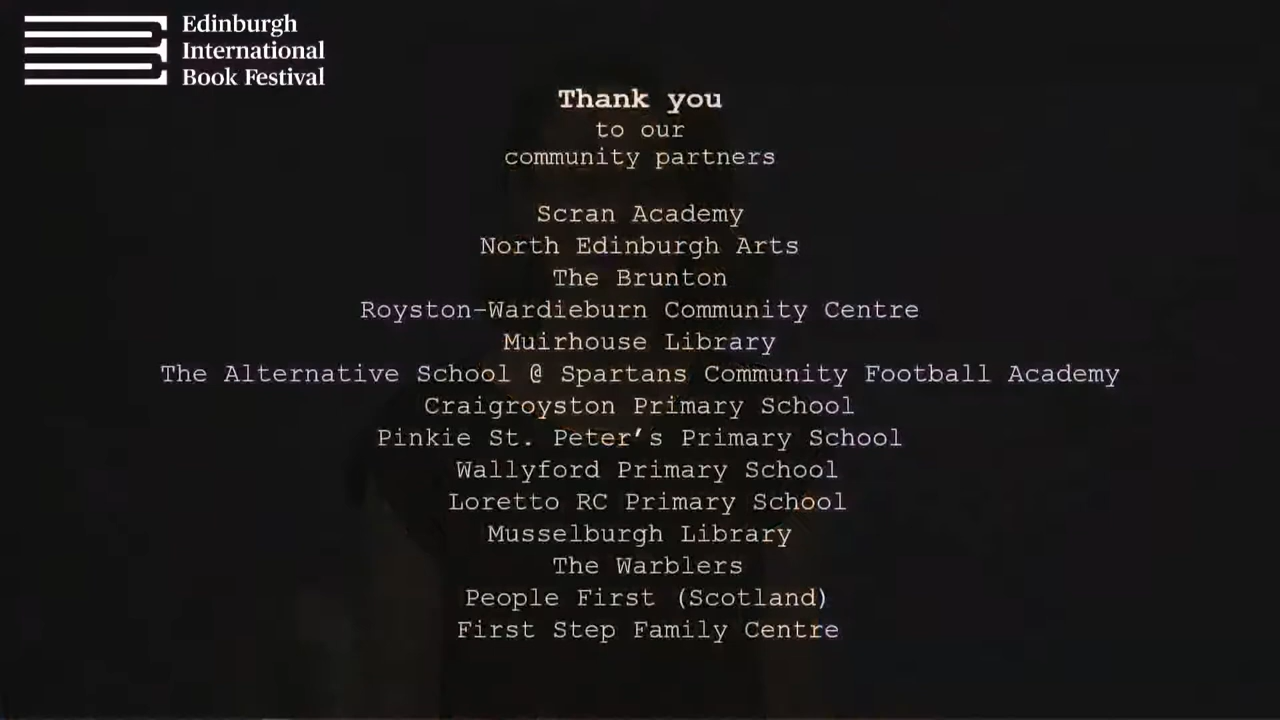 Edinburgh
International
Book Festival
Thank you
to our
community partners
Scran Academy
North Edinburgh Arts
The Brunton
Royston-Wardieburn Community Centre
Muirhouse Library
The Alternative School @ Spartans Community Football Academy
Craigroyston Primary School
Pinkie St. Peter’s Primary School
Wallyford Primary School
Loretto RC Primary School
Musselburgh Library
The Warblers
People First (Scotland)
First Step Family Centre